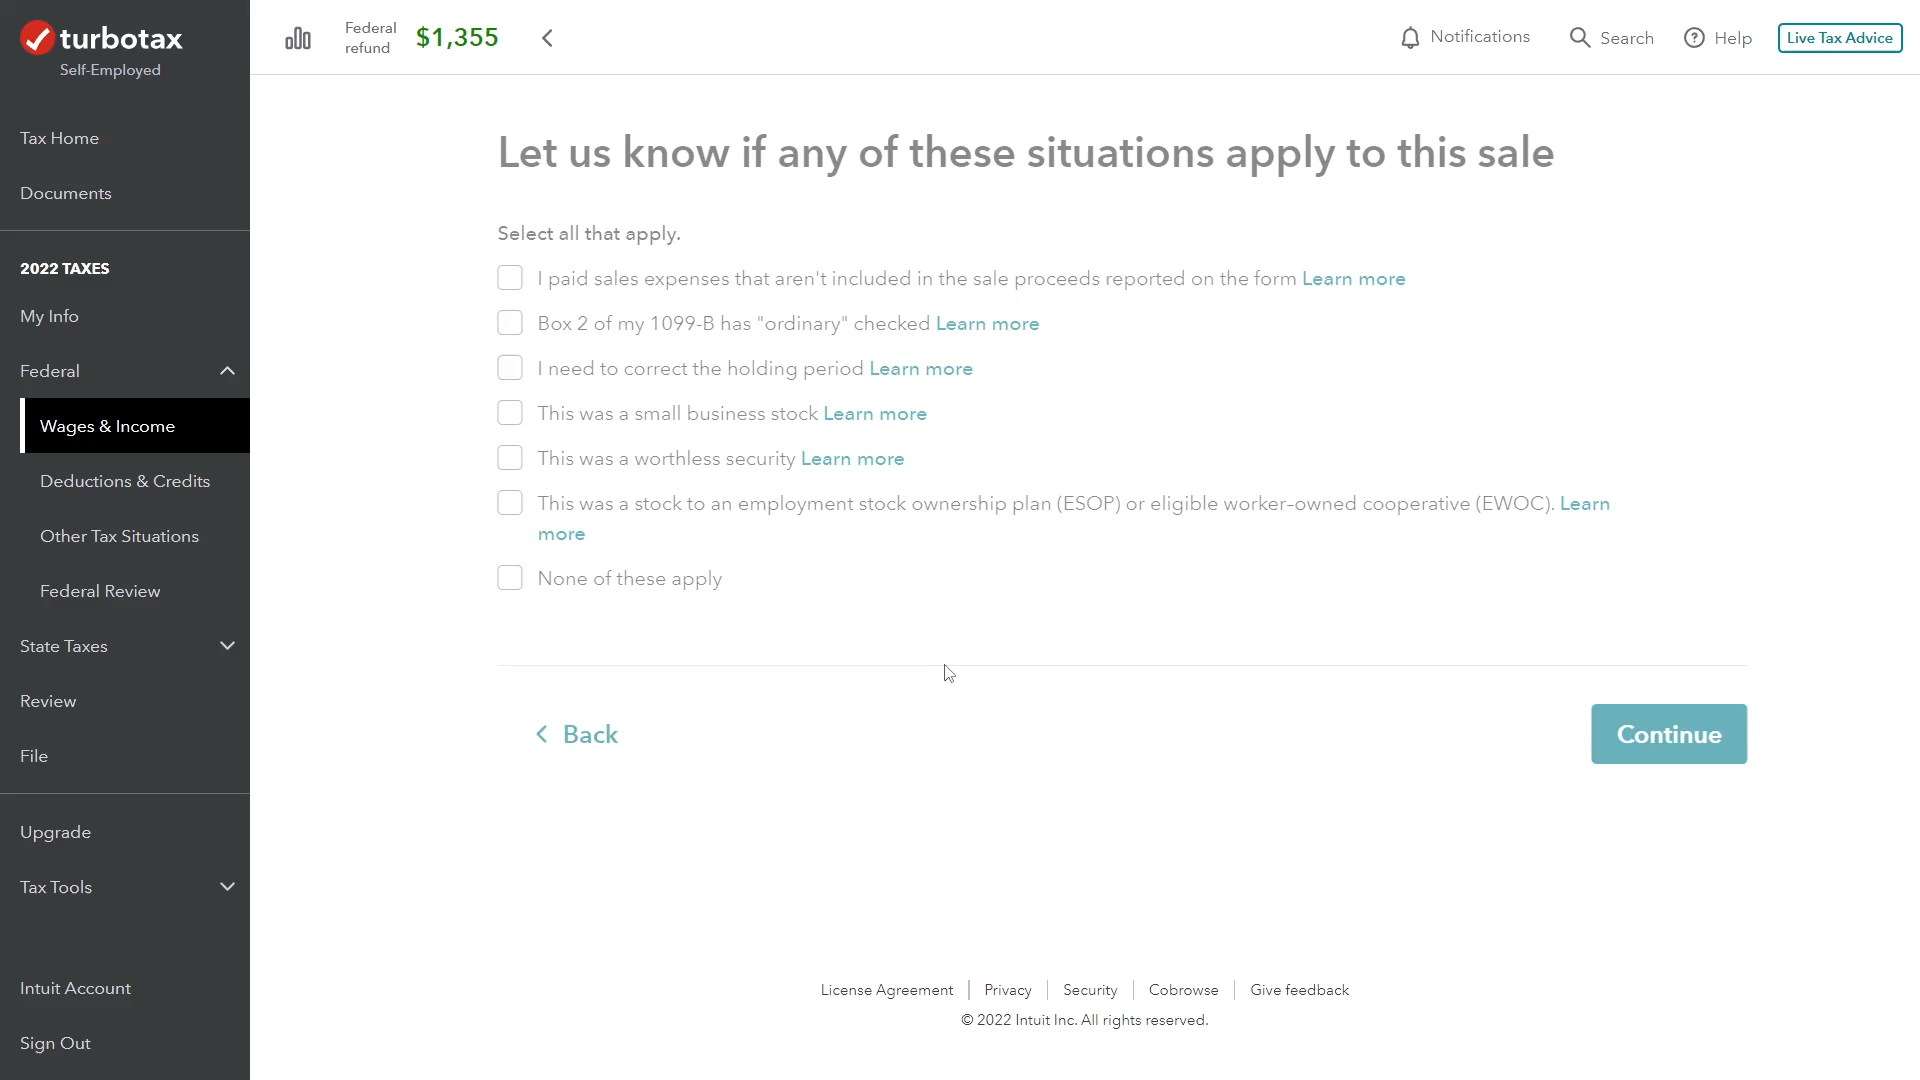 turbotax
Self-Employed
Tax Home
Documents
2022 TAXES
My Info
Federal
Wages & Income
Deductions & Credits
Other Tax Situations
Federal Review
State Taxes
Review
File
Upgrade
Tax Tools
Intuit Account
Sign Out
Federal
refund
$1,355
Notifications
Search
Help
Live Tax Advice
Let us know if any of these situations apply to this sale
Select all that apply.
I paid sales expenses that aren't included in the sale proceeds reported on the form Learn more
Box 2 of my 1099-B has "ordinary" checked Learn more
I need to correct the holding period Learn more
This was a small business stock Learn more
This was a worthless security Learn more
This was a stock to an employment stock ownership plan (ESOP) or eligible worker-owned cooperative (EWOC). Learn
more
None of these apply
Back
Continue
License Agreement Privacy Security Cobrowse Give feedback
© 2022 Intuit Inc. All rights reserved.